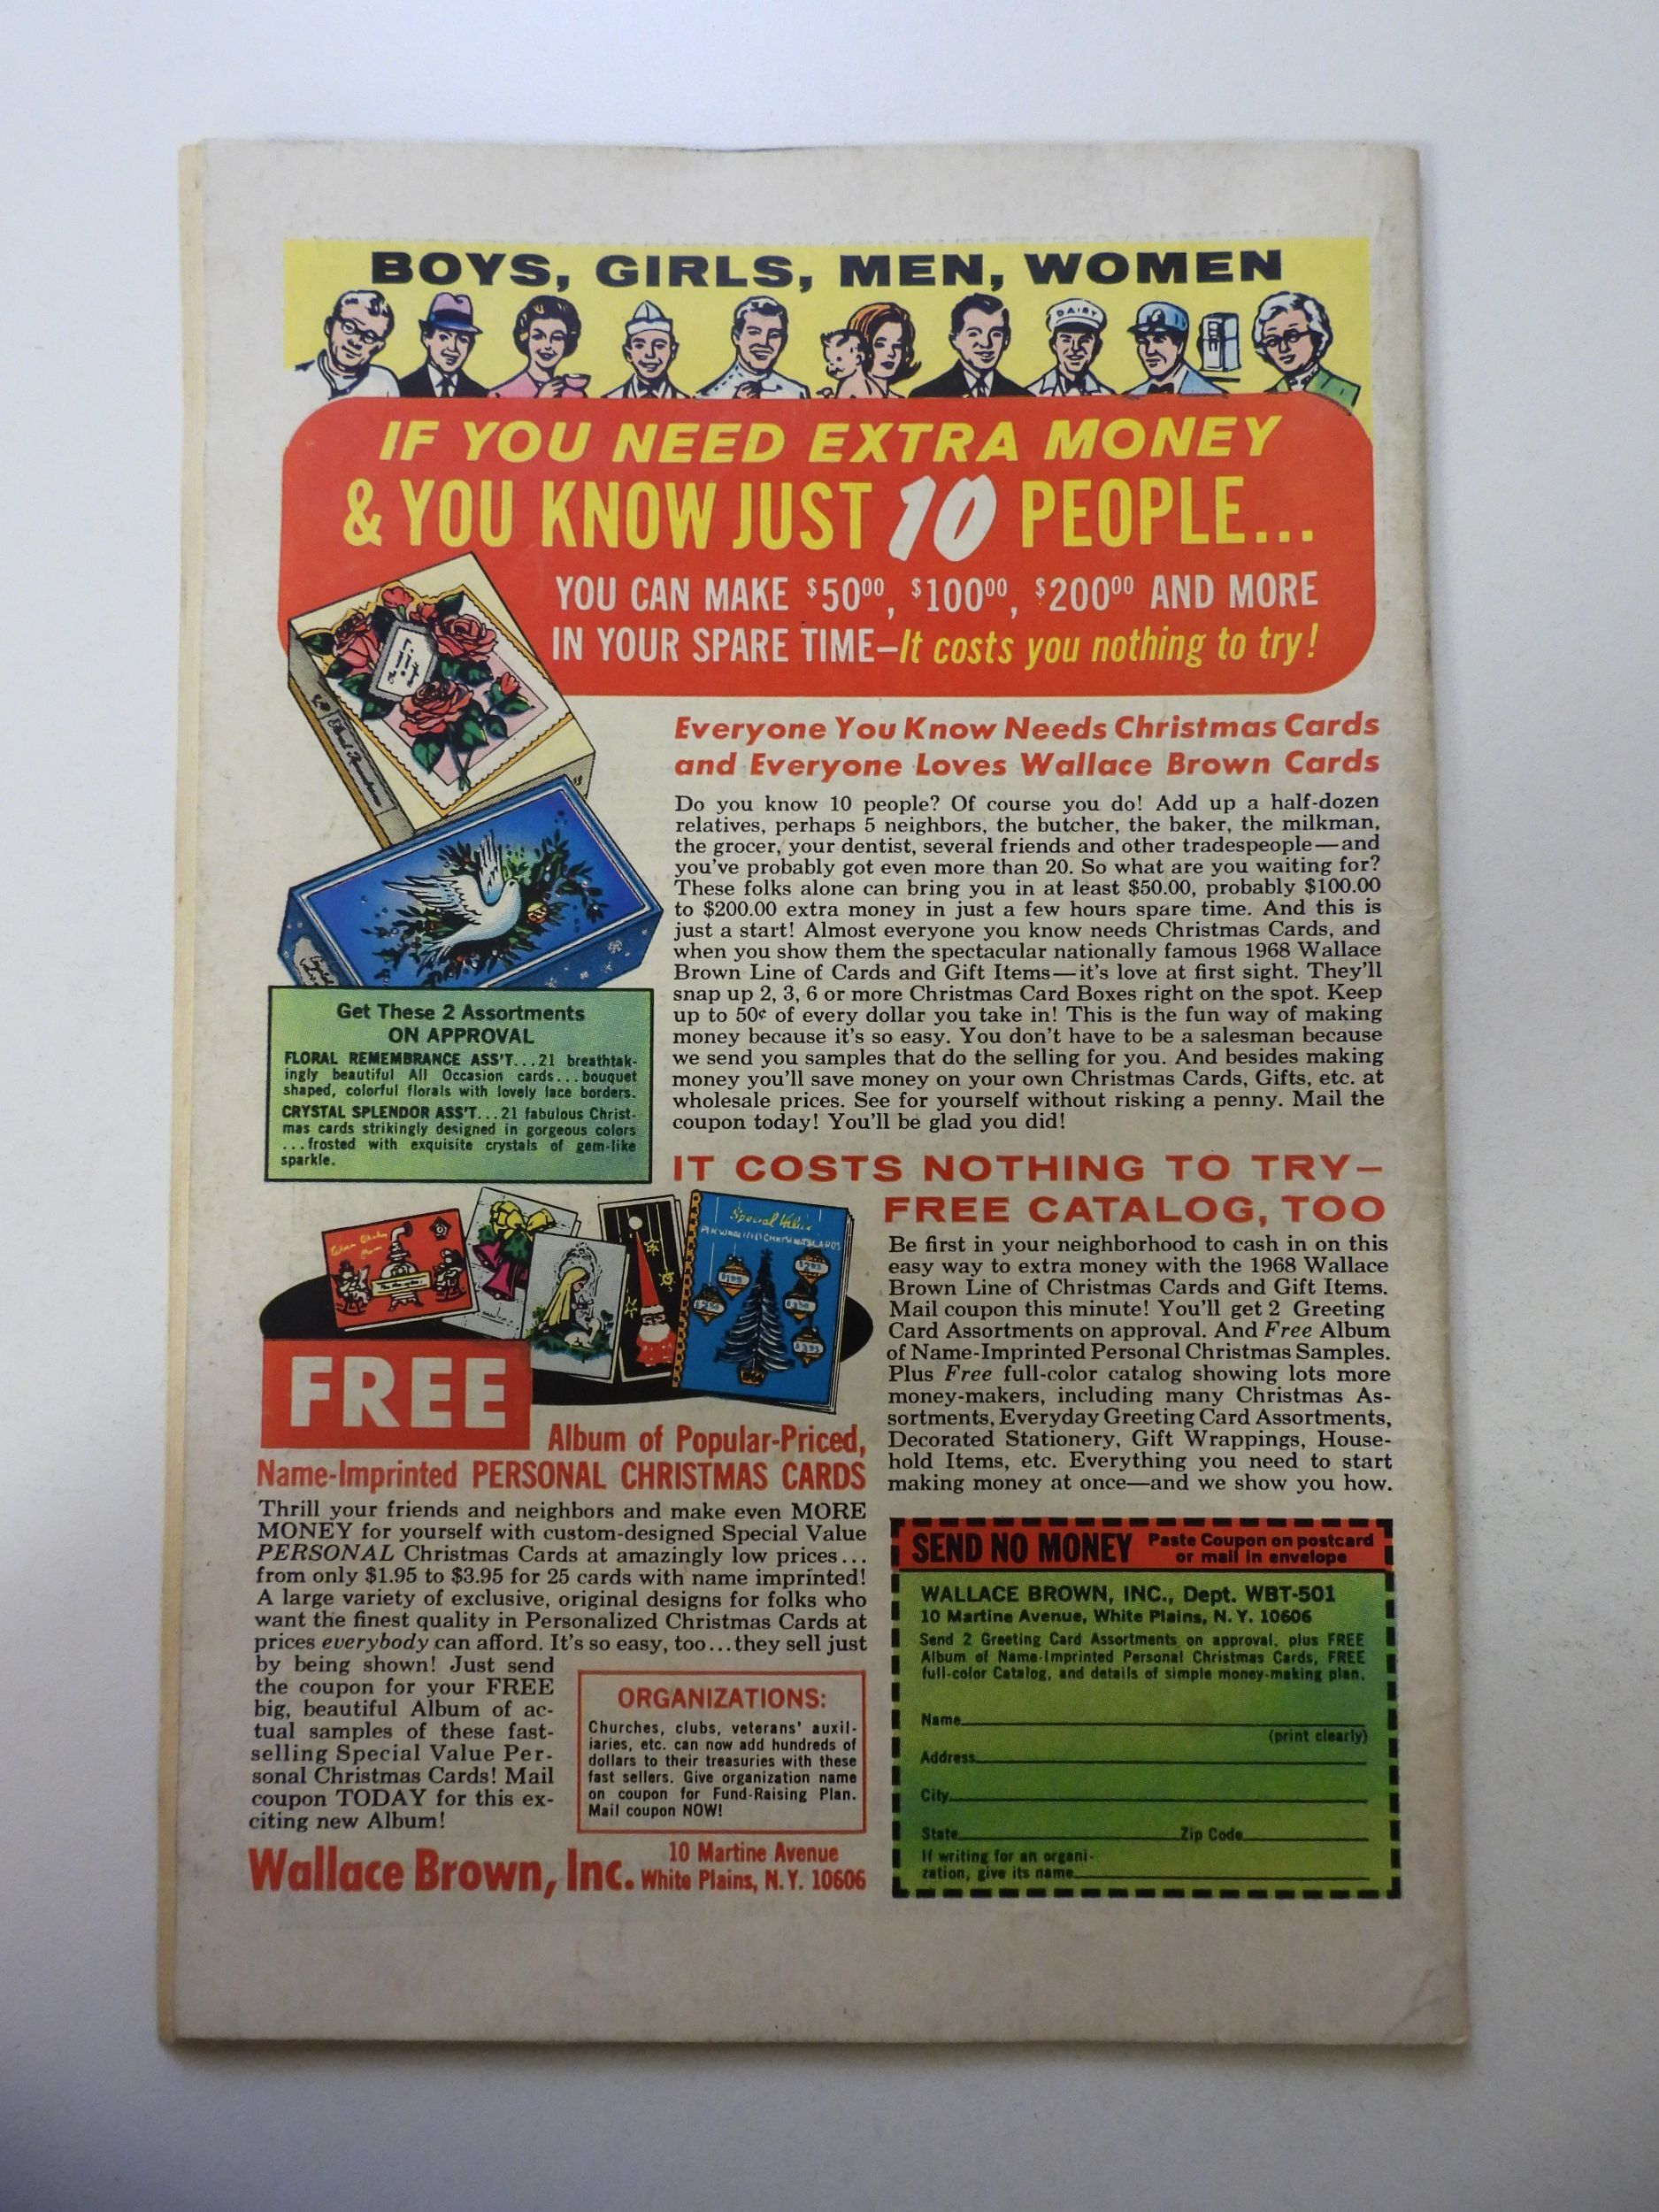 BOYS, GIRLS, MEN, WOMEN
DAIRY
IF YOU NEED EXTRA MONEY
& YOU KNOW JUST 10 PEOPLE...
YOU CAN MAKE $50⁰⁰, $100⁰⁰, $200⁰⁰ AND MORE
IN YOUR SPARE TIME—It costs you nothing to try!
Everyone You Know Needs Christmas Cards
and Everyone Loves Wallace Brown Cards
Do you know 10 people? Of course you do! Add up a half-dozen
relatives, perhaps 5 neighbors, the butcher, the baker, the milkman,
the grocer, your dentist, several friends and other tradespeople—and
you've probably got even more than 20. So what are you waiting for?
These folks alone can bring you in at least $50.00, probably $100.00
to $200.00 extra money in just a few hours spare time. And this is
just a start! Almost everyone you know needs Christmas Cards, and
when you show them the spectacular nationally famous 1968 Wallace
Brown Line of Cards and Gift Items—it's love at first sight. They'll
snap up 2, 3, 6 or more Christmas Card Boxes right on the spot. Keep
up to 50¢ of every dollar you take in! This is the fun way of making
money because it's so easy. You don't have to be a salesman because
we send you samples that do the selling for you. And besides making
money you'll save money on your own Christmas Cards, Gifts, etc. at
wholesale prices. See for yourself without risking a penny. Mail the
coupon today! You'll be glad you did!
Get These 2 Assortments
ON APPROVAL
FLORAL REMEMBRANCE ASS'T...21 breathtak-
ingly beautiful All Occasion cards...bouquet
shaped, colorful florals with lovely lace borders.
CRYSTAL SPLENDOR ASS'T...21 fabulous Christ-
mas cards strikingly designed in gorgeous colors
...frosted with exquisite crystals of gem-like
sparkle.
IT COSTS NOTHING TO TRY—
FREE CATALOG, TOO
Be first in your neighborhood to cash in on this
easy way to extra money with the 1968 Wallace
Brown Line of Christmas Cards and Gift Items.
Mail coupon this minute! You'll get 2 Greeting
Card Assortments on approval. And Free Album
of Name-Imprinted Personal Christmas Samples.
Plus Free full-color catalog showing lots more
money-makers, including many Christmas As-
sortments, Everyday Greeting Card Assortments,
Decorated Stationery, Gift Wrappings, House-
hold Items, etc. Everything you need to start
making money at once—and we show you how.
Special Value
FREE
Album of Popular-Priced,
Name-Imprinted PERSONAL CHRISTMAS CARDS
Thrill your friends and neighbors and make even MORE
MONEY for yourself with custom-designed Special Value
PERSONAL Christmas Cards at amazingly low prices...
from only $1.95 to $3.95 for 25 cards with name imprinted!
A large variety of exclusive, original designs for folks who
want the finest quality in Personalized Christmas Cards at
prices everybody can afford. It's so easy, too...they sell just
by being shown! Just send
the coupon for your FREE
big, beautiful Album of ac-
tual samples of these fast-
selling Special Value Per-
sonal Christmas Cards! Mail
coupon TODAY for this ex-
citing new Album!
ORGANIZATIONS:
Churches, clubs, veterans' auxil-
iaries, etc. can now add hundreds of
dollars to their treasuries with these
fast sellers. Give organization name
on coupon for Fund-Raising Plan.
Mail coupon NOW!
Wallace Brown, Inc.
10 Martine Avenue
White Plains, N.Y. 10606
SEND NO MONEY
Paste Coupon on postcard
or mail in envelope
WALLACE BROWN, INC., Dept. WBT-501
10 Martine Avenue, White Plains, N.Y. 10606
Send 2 Greeting Card Assortments on approval, plus FREE
Album of Name-Imprinted Personal Christmas Cards, FREE
full-color Catalog, and details of simple money-making plan.
Name
(print clearly)
Address
City
State Zip Code
If writing for an organi-
zation, give its name